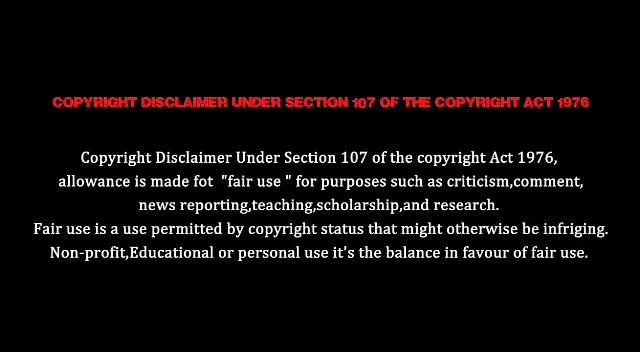 COPYRIGHT DISCLAIMER UNDER SECTION 107 OF THE COPYRIGHT ACT 1976
Copyright Disclaimer Under Section 107 of the copyright Act 1976,
allowance is made fot  "fair use " for purposes such as criticism,comment,
news reporting,teaching,scholarship,and research.
Fair use is a use permitted by copyright status that might otherwise be infriging.
Non-profit,Educational or personal use it's the balance in favour of fair use.